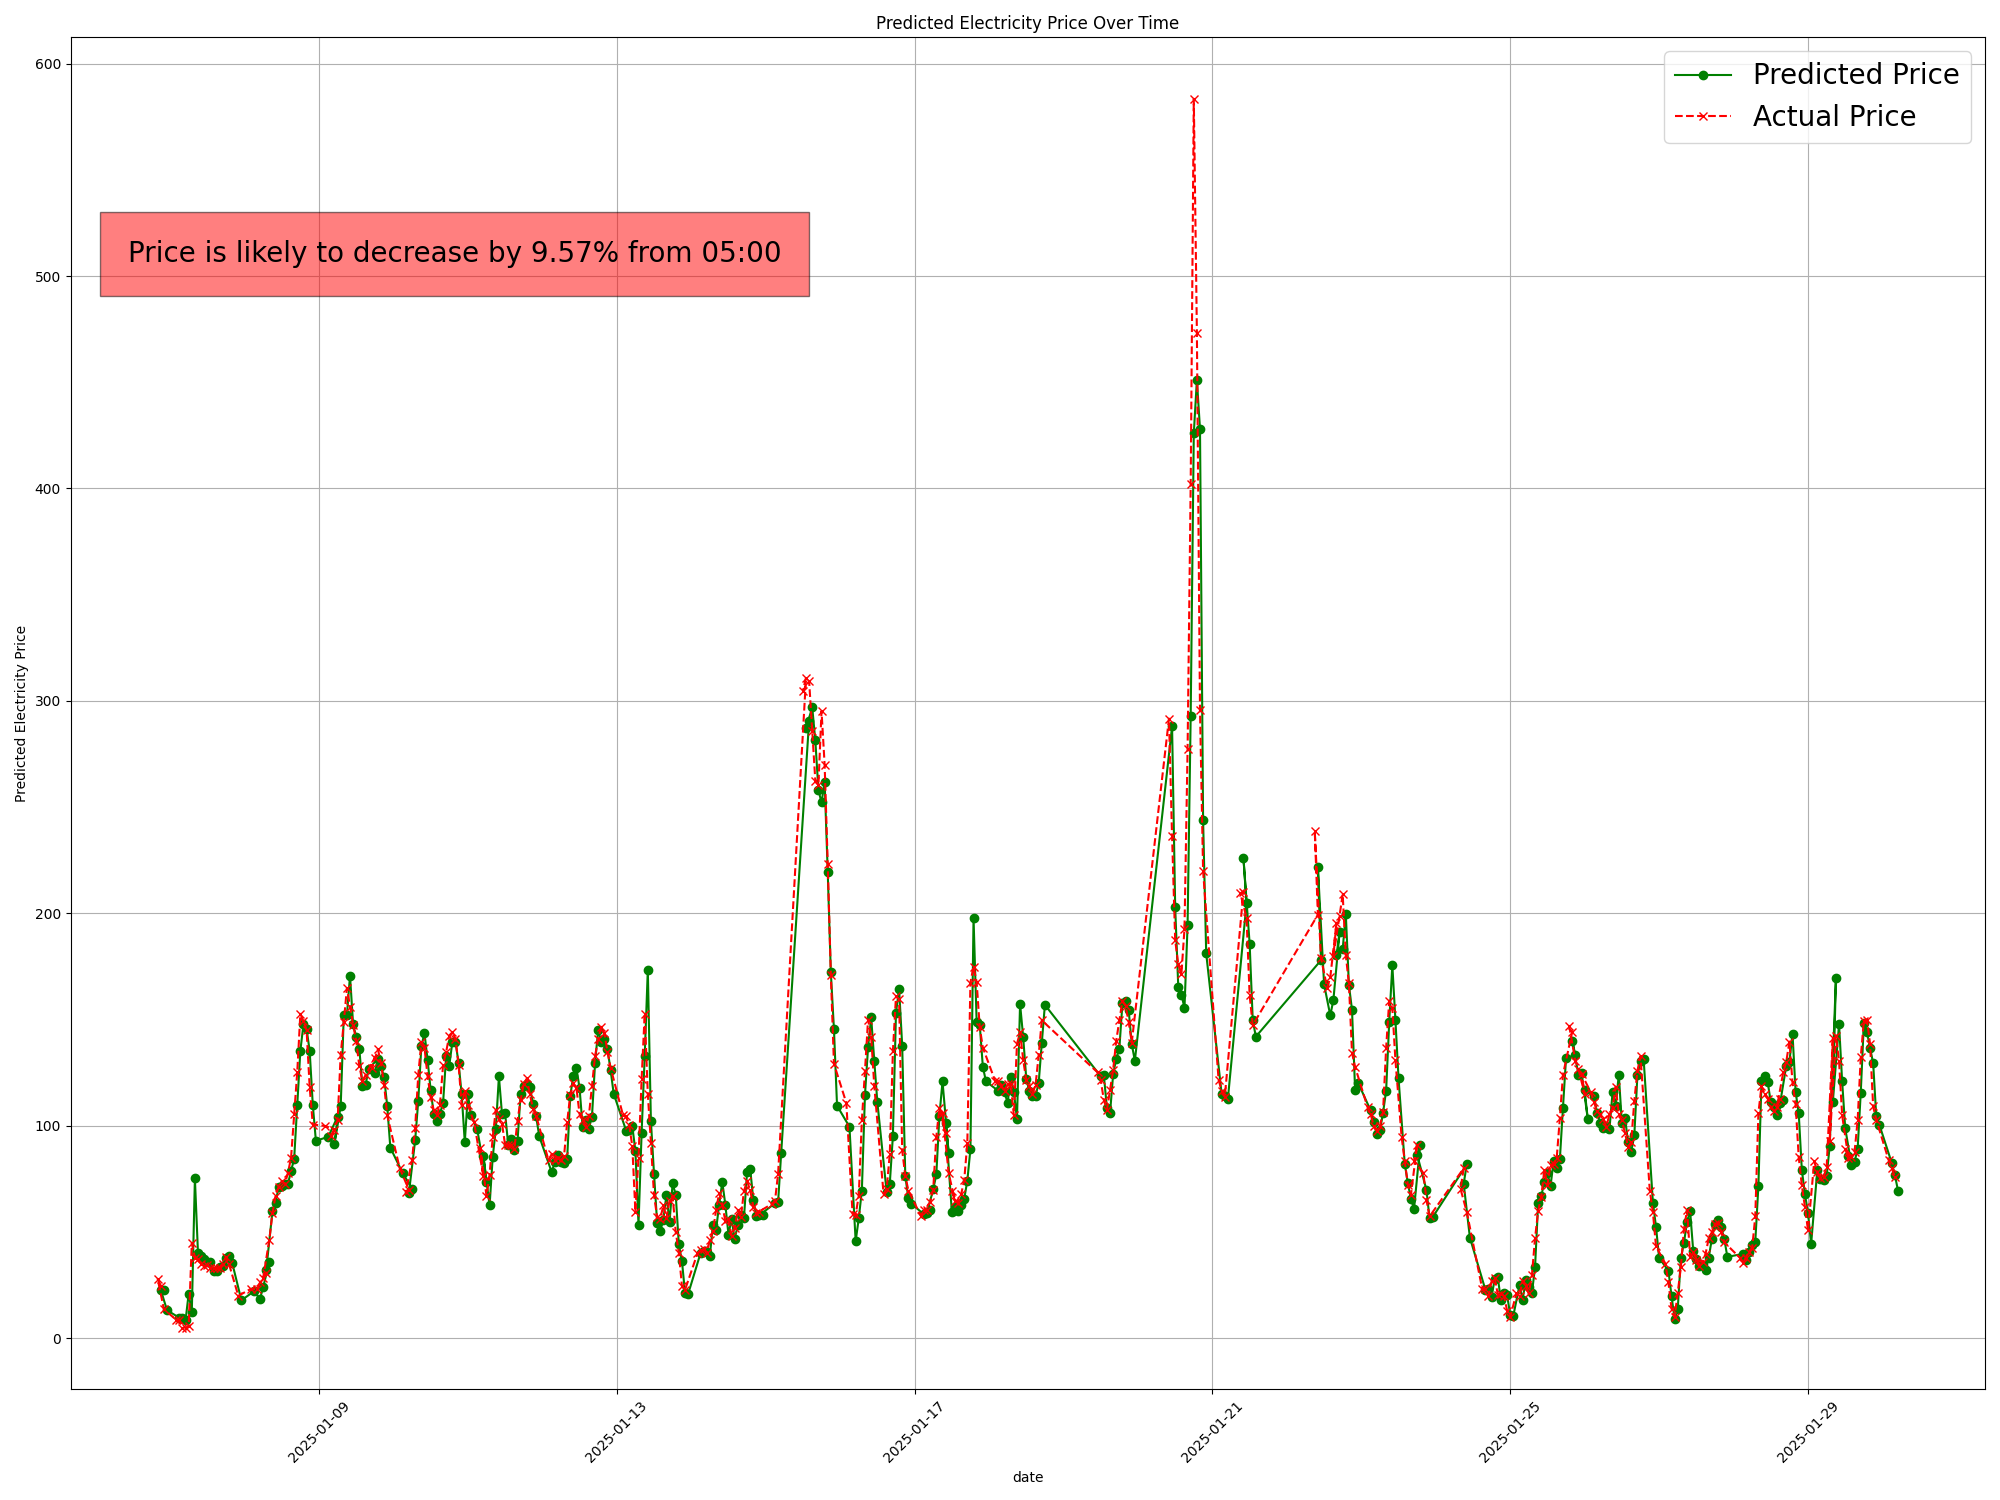 Predicted Electricity Price Over Time
Predicted Price
Actual Price
Price is likely to decrease by 9.57% from 05:00
Predicted Electricity Price
600
500
400
300
200
100
0
2025-01-09
2025-01-13
2025-01-17
2025-01-21
2025-01-25
2025-01-29
date